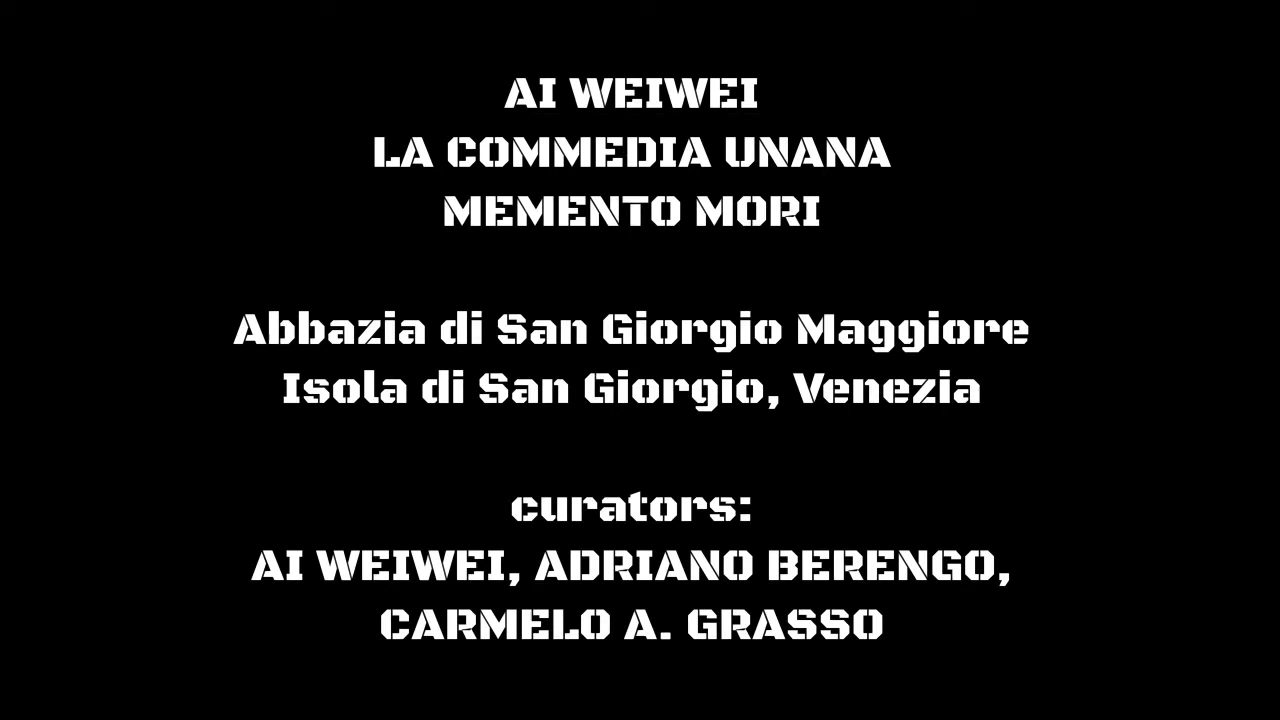 AI WEIWEI
LA COMMEDIA UNANA
MEMENTO MORI
Abbazia di San Giorgio Maggiore
Isola di San Giorgio, Venezia
curators:
AI WEIWEI, ADRIANO BERENGO,
CARMELO A. GRASSO